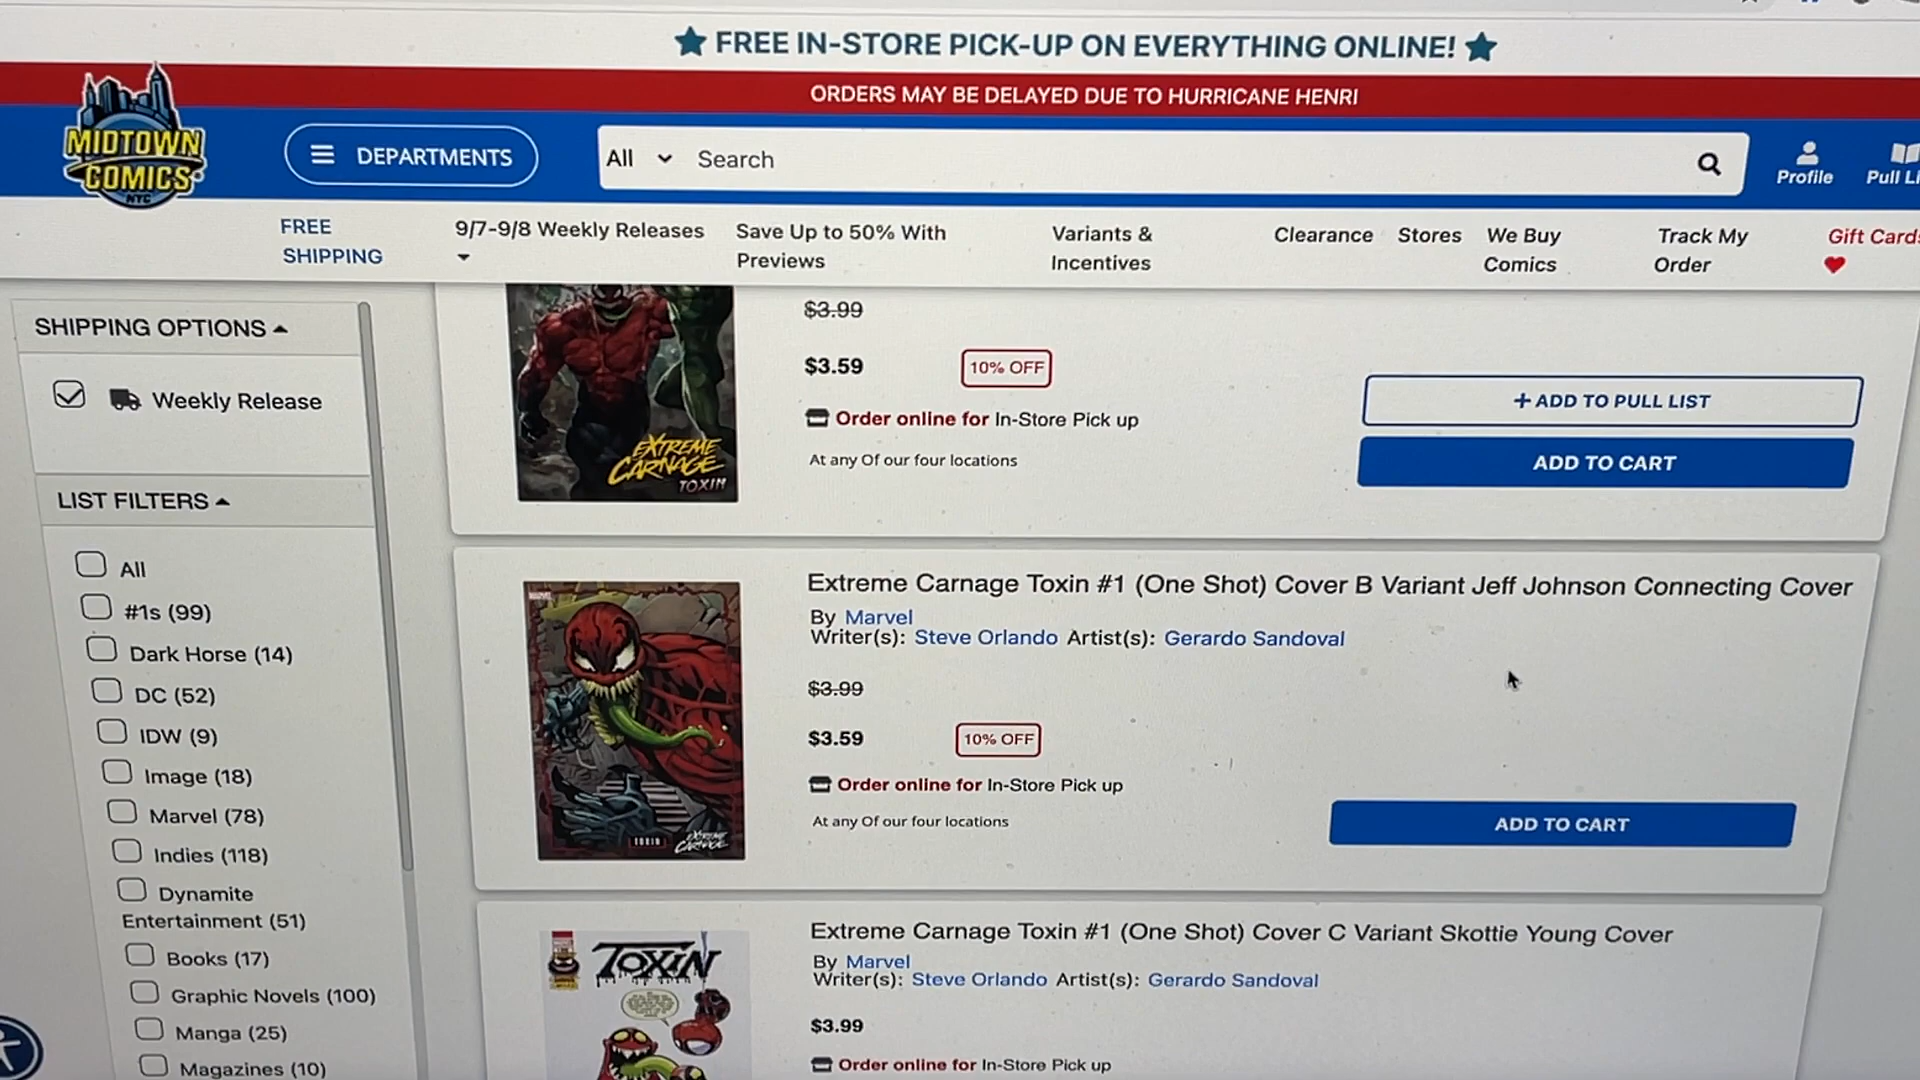 ★ FREE IN-STORE PICK-UP ON EVERYTHING ONLINE! ★
ORDERS MAY BE DELAYED DUE TO HURRICANE HENRI
MIDTOWN
COMICS
NYC
DEPARTMENTS
All
Search
Profile
Pull Li
FREE
SHIPPING
9/7-9/8 Weekly Releases
Save Up to 50% With
Previews
Variants &
Incentives
Clearance
Stores
We Buy
Comics
Track My
Order
Gift Cards
SHIPPING OPTIONS
Weekly Release
LIST FILTERS
All
#1s (99)
Dark Horse (14)
DC (52)
IDW (9)
Image (18)
Marvel (78)
Indies (118)
Dynamite
Entertainment (51)
Books (17)
Graphic Novels (100)
Manga (25)
Magazines (10)
EXTREME
CARNAGE
TOXIN
$3.99
$3.59
10% OFF
Order online for In-Store Pick up
At any Of our four locations
+ ADD TO PULL LIST
ADD TO CART
MARVEL
TOXIN
EXTREME
CARNAGE
Extreme Carnage Toxin #1 (One Shot) Cover B Variant Jeff Johnson Connecting Cover
By Marvel
Writer(s): Steve Orlando Artist(s): Gerardo Sandoval
$3.99
$3.59
10% OFF
Order online for In-Store Pick up
At any Of our four locations
ADD TO CART
TOXIN
Extreme Carnage Toxin #1 (One Shot) Cover C Variant Skottie Young Cover
By Marvel
Writer(s): Steve Orlando Artist(s): Gerardo Sandoval
$3.99
Order online for In-Store Pick up